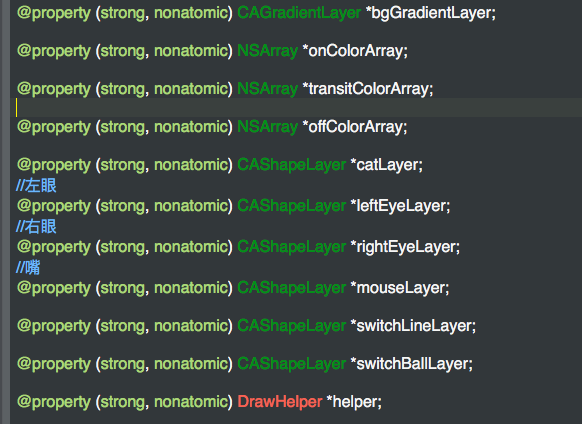 @property (strong, nonatomic) CAGradientLayer *bgGradientLayer;
@property (strong, nonatomic) NSArray *onColorArray;
@property (strong, nonatomic) NSArray *transitColorArray;
@property (strong, nonatomic) NSArray *offColorArray;
@property (strong, nonatomic) CAShapeLayer *catLayer;
//左眼
@property (strong, nonatomic) CAShapeLayer *leftEyeLayer;
//右眼
@property (strong, nonatomic) CAShapeLayer *rightEyeLayer;
//嘴
@property (strong, nonatomic) CAShapeLayer *mouseLayer;
@property (strong, nonatomic) CAShapeLayer *switchLineLayer;
@property (strong, nonatomic) CAShapeLayer *switchBallLayer;
@property (strong, nonatomic) DrawHelper *helper;